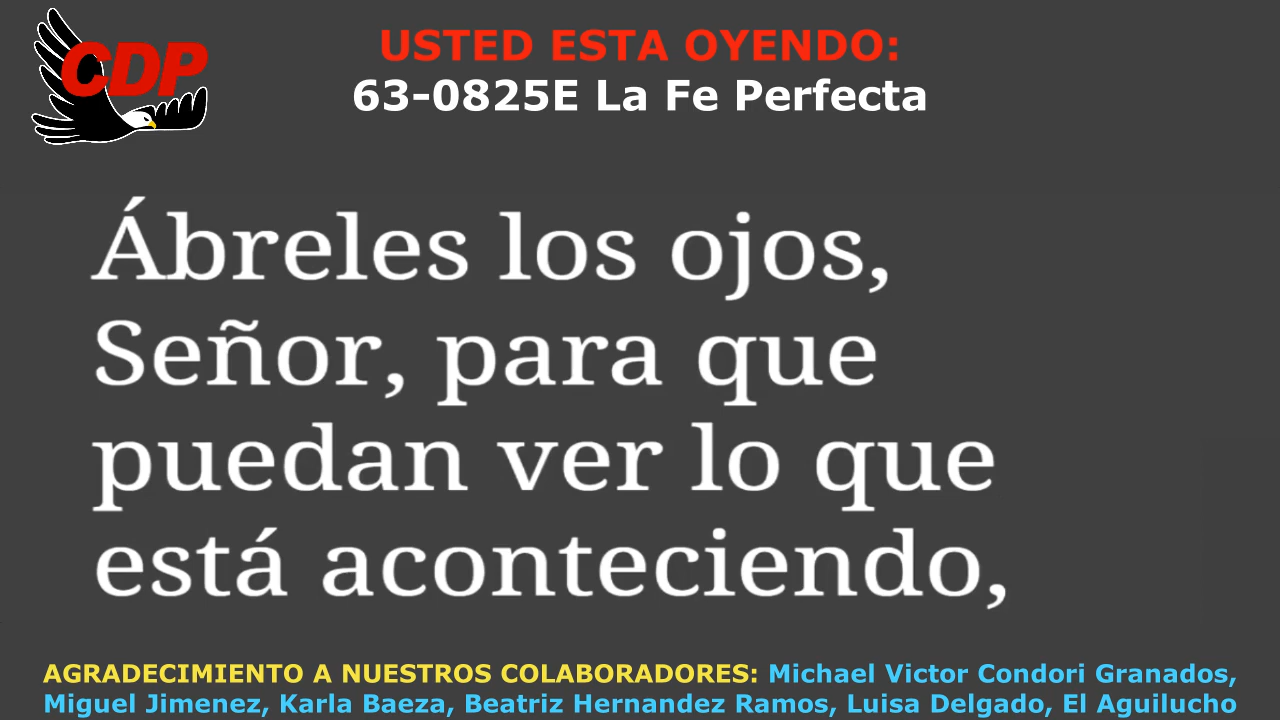 CDP
USTED ESTA OYENDO:
63-0825E La Fe Perfecta
Ábreles los ojos,
Señor, para que
puedan ver lo que
está aconteciendo,
AGRADECIMIENTO A NUESTROS COLABORADORES: Michael Victor Condori Granados,
Miguel Jimenez, Karla Baeza, Beatriz Hernandez Ramos, Luisa Delgado, El Aguilucho